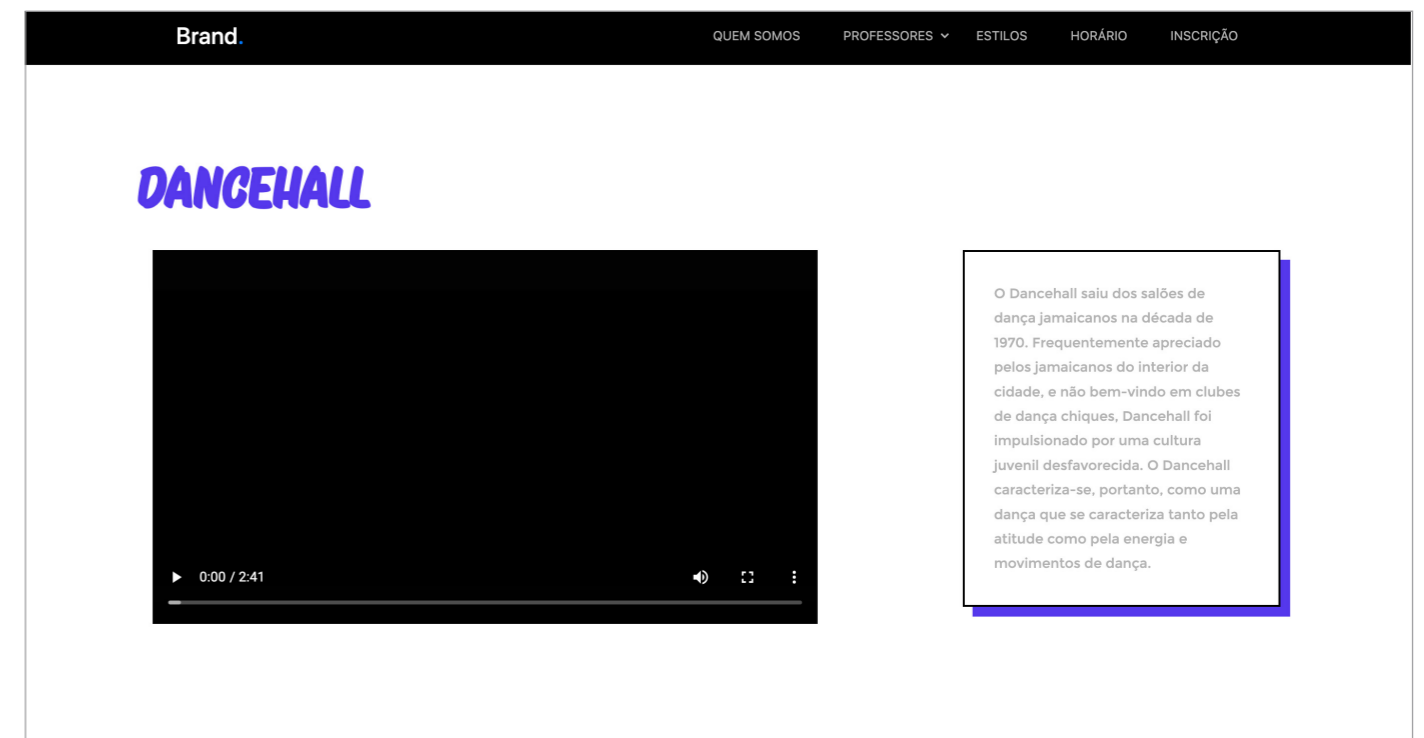 Brand.
QUEM SOMOS PROFESSORES ESTILOS HORÁRIO INSCRIÇÃO
DANCEHALL
O Dancehall saiu dos salões de
dança jamaicanos na década de
1970. Frequentemente apreciado
pelos jamaicanos do interior da
cidade, e não bem-vindo em clubes
de dança chiques, Dancehall foi
impulsionado por uma cultura
juvenil desfavorecida. O Dancehall
caracteriza-se, portanto, como uma
dança que se caracteriza tanto pela
atitude como pela energia e
movimentos de dança.
0:00 / 2:41